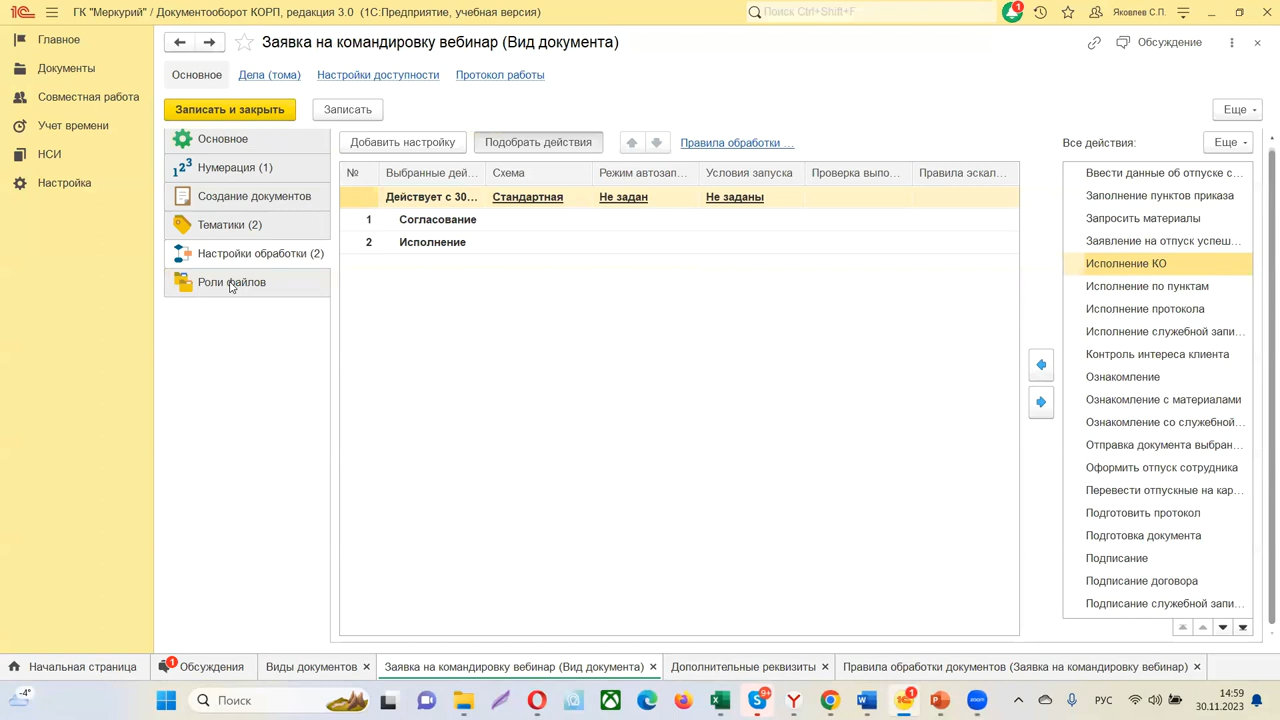 1С ГК "Меркурий" / Документооборот КОРП, редакция 3.0 (1С:Предприятие, учебная версия)
Поиск Ctrl+Shift+F
1
Яковлев С.П.
Главное
Документы
Совместная работа
Учет времени
НСИ
Настройка
Заявка на командировку вебинар (Вид документа)
Обсуждение
Основное Дела (тома) Настройки доступности Протокол работы
Записать и закрыть Записать Еще
Основное
Нумерация (1)
Создание документов
Тематики (2)
Настройки обработки (2)
Роли файлов
Добавить настройку Подобрать действия Правила обработки ...
№ Выбранные дей... Схема Режим автозап... Условия запуска Проверка выпо... Правила эскал...
Действует с 30... Стандартная Не задан Не заданы
1 Согласование
2 Исполнение
Все действия: Еще
Ввести данные об отпуске с...
Заполнение пунктов приказа
Запросить материалы
Заявление на отпуск успеш...
Исполнение КО
Исполнение по пунктам
Исполнение протокола
Исполнение служебной запи...
Контроль интереса клиента
Ознакомление
Ознакомление с материалами
Ознакомление со служебной...
Отправка документа выбран...
Оформить отпуск сотрудника
Перевести отпускные на кар...
Подготовить протокол
Подготовка документа
Подписание
Подписание договора
Подписание служебной запи...
Начальная страница 1 Обсуждения Виды документов Заявка на командировку вебинар (Вид документа) Дополнительные реквизиты Правила обработки документов (Заявка на командировку вебинар)
-4° Поиск 9+ 1 РУС 14:59
30.11.2023